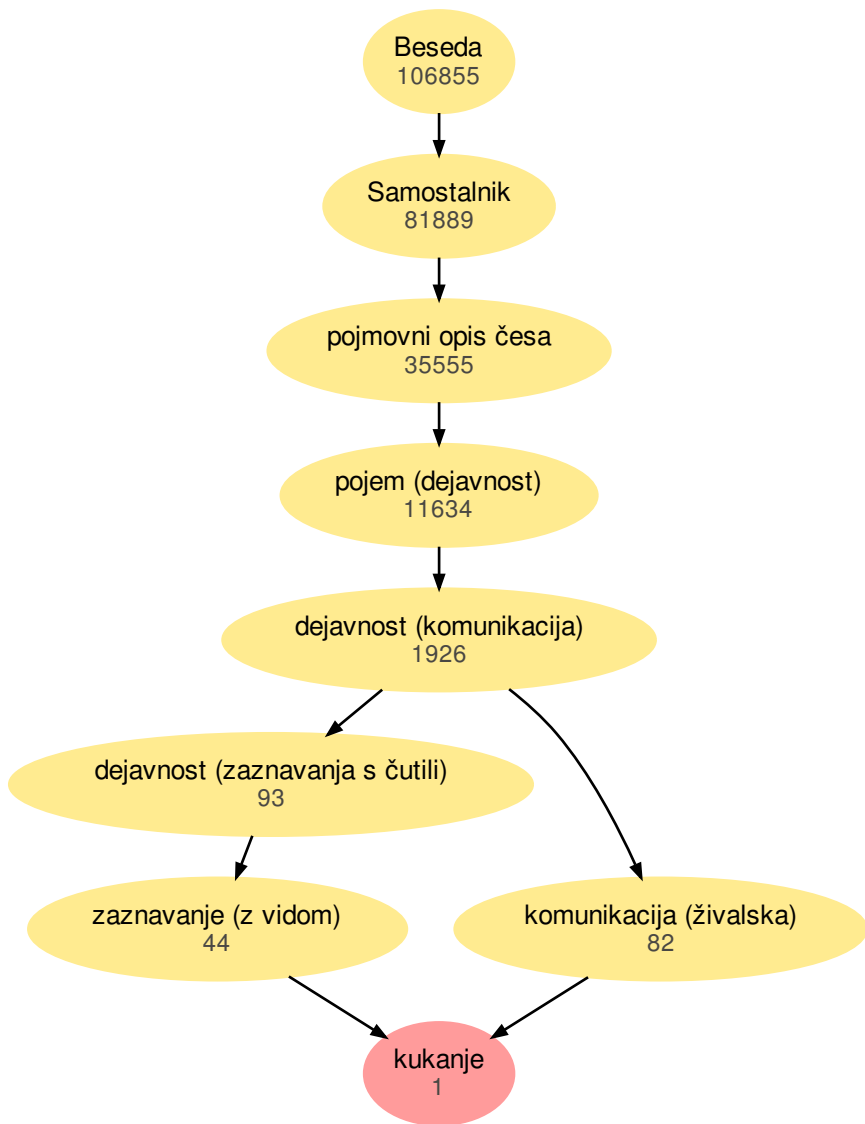 Beseda
106855
Samostalnik
81889
pojmovni opis česa
35555
pojem (dejavnost)
11634
dejavnost (komunikacija)
1926
dejavnost (zaznavanja s čutili)
93
zaznavanje (z vidom)
44
komunikacija (živalska)
82
kukanje
1